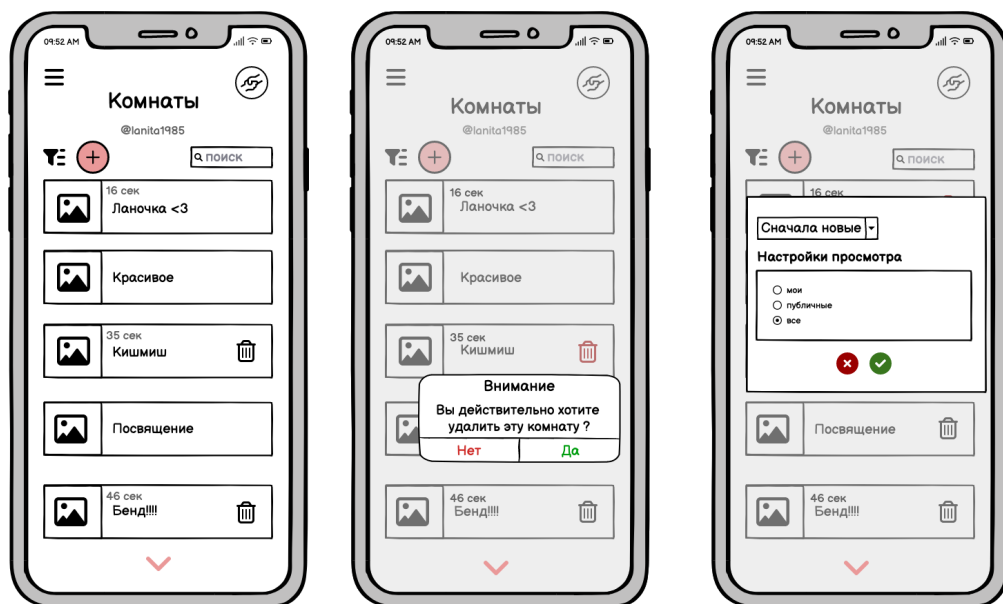 09:52 AM
Комнаты
@lanita1985
поиск
16 сек
Ланочка <3
Красивое
35 сек
Кишмиш
Посвящение
46 сек
Бенд!!!!
09:52 AM
Комнаты
@lanita1985
поиск
16 сек
Ланочка <3
Красивое
35 сек
Кишмиш
Внимание
Вы действительно хотите
удалить эту комнату ?
Нет
Да
46 сек
Бенд!!!!
09:52 AM
Комнаты
@lanita1985
поиск
16 сек
Сначала новые
Настройки просмотра
мои
публичные
все
Посвящение
46 сек
Бенд!!!!